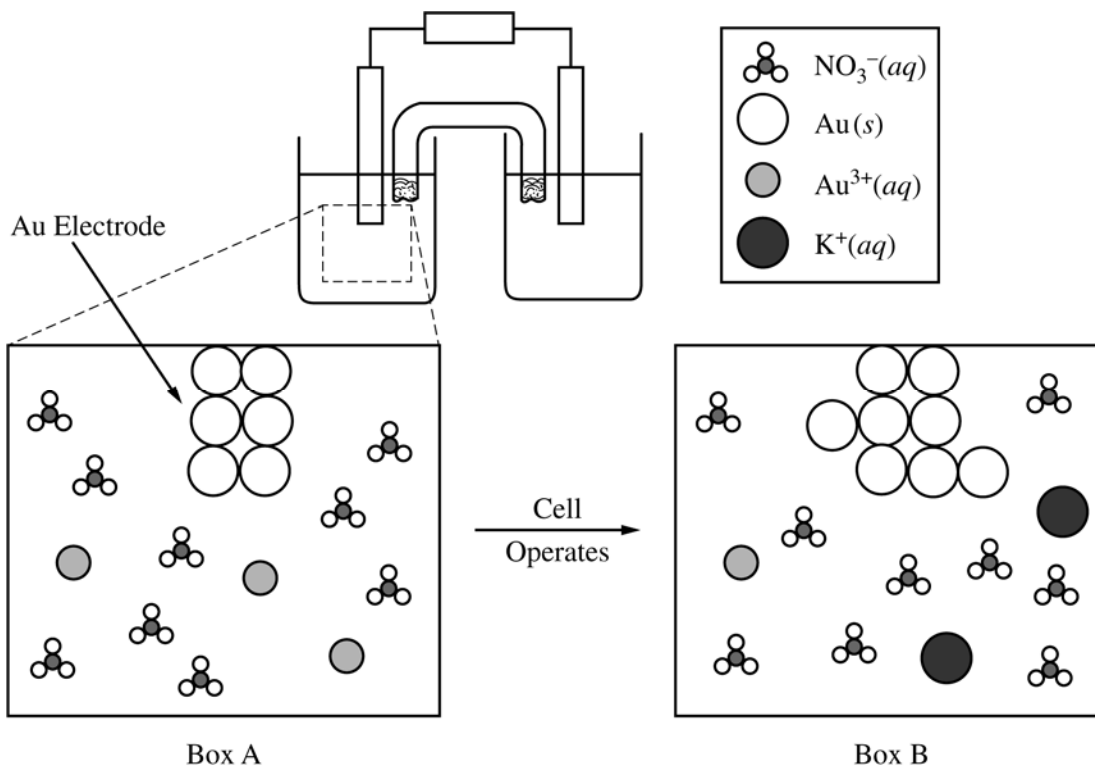 NO₃⁻(aq)
Au(s)
Au³⁺(aq)
K⁺(aq)
Au Electrode
Cell
Operates
Box A
Box B